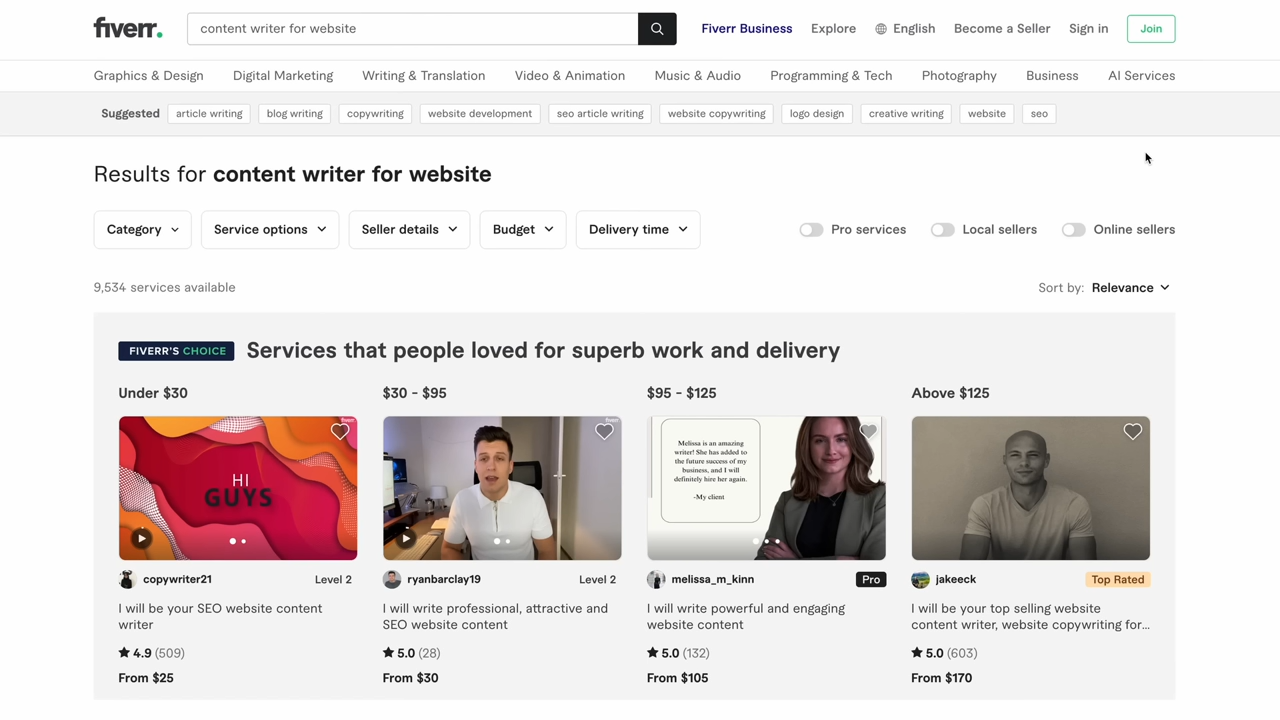 fiverr.
content writer for website
Fiverr Business
Explore
English
Become a Seller
Sign in
Join
Graphics & Design
Digital Marketing
Writing & Translation
Video & Animation
Music & Audio
Programming & Tech
Photography
Business
AI Services
Suggested
article writing
blog writing
copywriting
website development
seo article writing
website copywriting
logo design
creative writing
website
seo
Results for content writer for website
Category
Service options
Seller details
Budget
Delivery time
Pro services
Local sellers
Online sellers
9,534 services available
Sort by: Relevance
FIVERR'S CHOICE
Services that people loved for superb work and delivery
Under $30
fiverr
HI
GUYS
copywriter21
Level 2
I will be your SEO website content
writer
4.9 (509)
From $25
$30 - $95
fiverr
ryanbarclay19
Level 2
I will write professional, attractive and
SEO website content
5.0 (28)
From $30
$95 - $125
Melissa is an amazing
writer! She has added to
the future success of my
business, and I will
definitely hire her again.
-My client
melissa_m_kinn
Pro
I will write powerful and engaging
website content
5.0 (132)
From $105
Above $125
jakeeck
Top Rated
I will be your top selling website
content writer, website copywriting for...
5.0 (603)
From $170